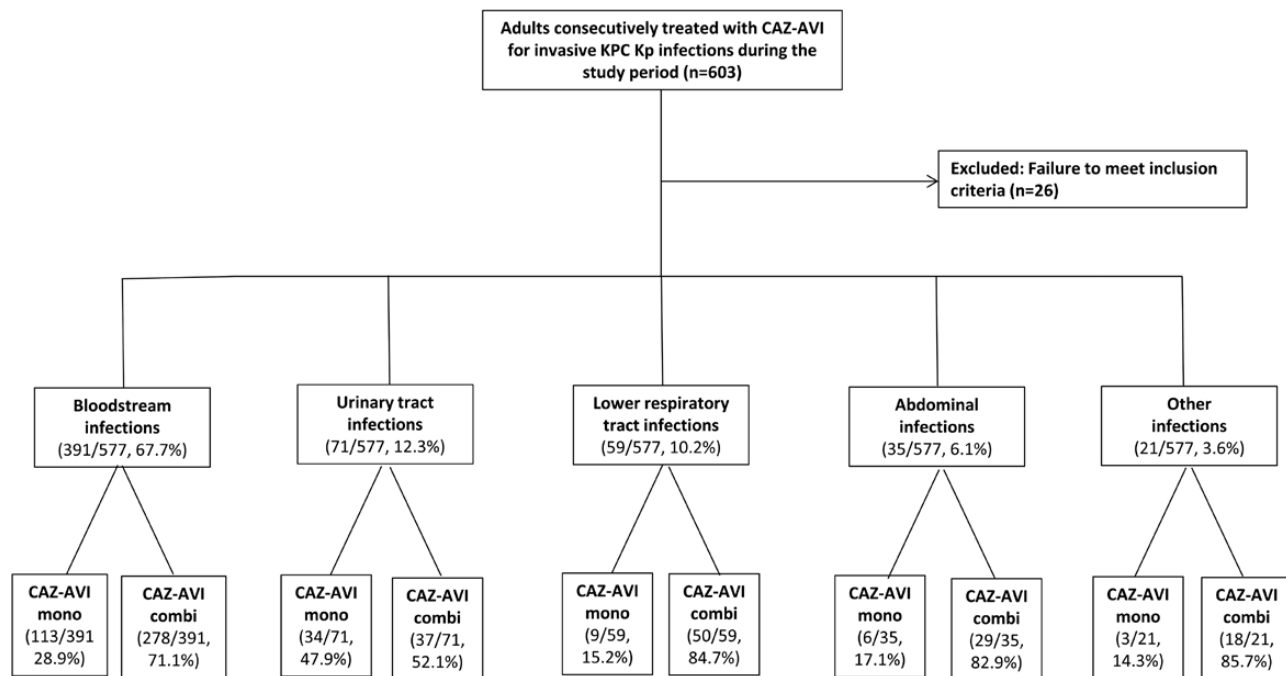 Adults consecutively treated with CAZ-AVI
for invasive KPC Kp infections during the
study period (n=603)
Excluded: Failure to meet inclusion
criteria (n=26)
Bloodstream
infections
(391/577, 67.7%)
Urinary tract
infections
(71/577, 12.3%)
Lower respiratory
tract infections
(59/577, 10.2%)
Abdominal
infections
(35/577, 6.1%)
Other
infections
(21/577, 3.6%)
CAZ-AVI
mono
(113/391
28.9%)
CAZ-AVI
combi
(278/391,
71.1%)
CAZ-AVI
mono
(34/71,
47.9%)
CAZ-AVI
combi
(37/71,
52.1%)
CAZ-AVI
mono
(9/59,
15.2%)
CAZ-AVI
combi
(50/59,
84.7%)
CAZ-AVI
mono
(6/35,
17.1%)
CAZ-AVI
combi
(29/35,
82.9%)
CAZ-AVI
mono
(3/21,
14.3%)
CAZ-AVI
combi
(18/21,
85.7%)